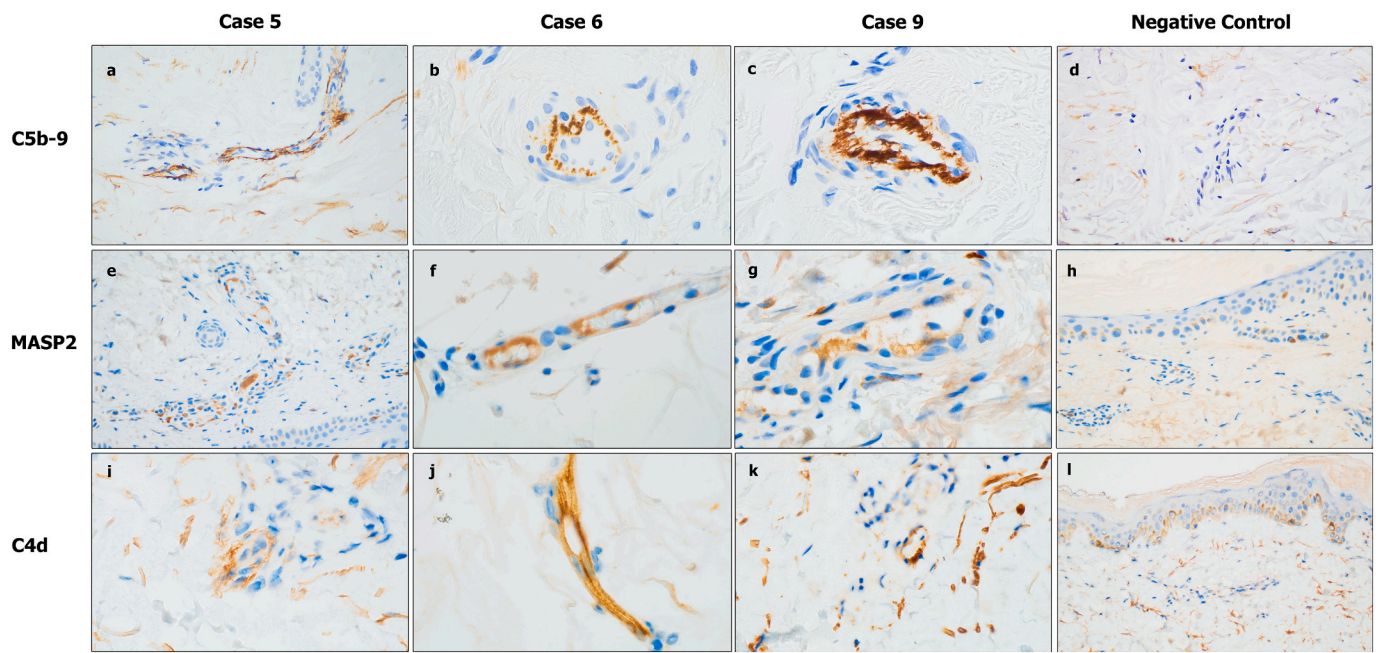 Case 5 Case 6 Case 9 Negative Control
C5b-9
a b c d
MASP2
e f g h
C4d
i j k l